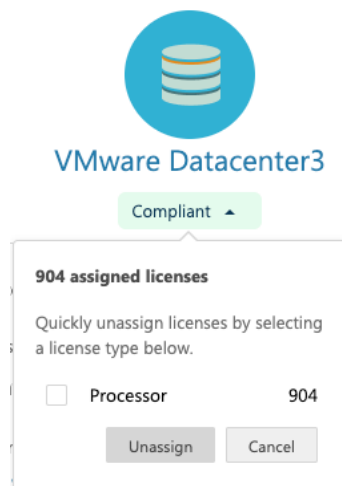 VMware Datacenter3
Compliant
904 assigned licenses
Quickly unassign licenses by selecting
a license type below.
Processor 904
Unassign Cancel